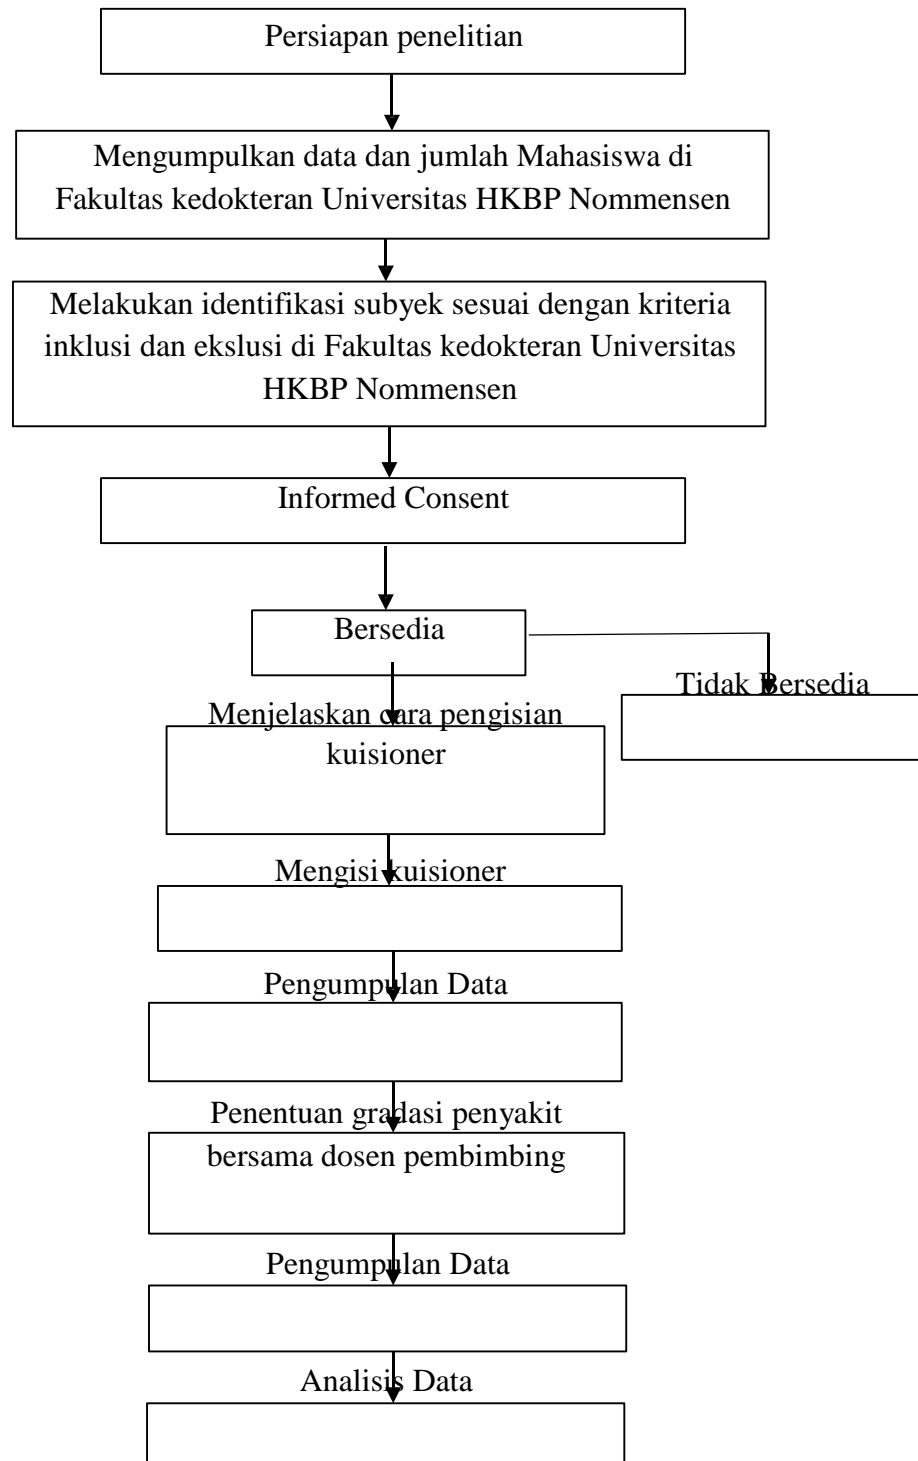 Persiapan penelitian
Mengumpulkan data dan jumlah Mahasiswa di
Fakultas kedokteran Universitas HKBP Nommensen
Melakukan identifikasi subyek sesuai dengan kriteria
inklusi dan ekslusi di Fakultas kedokteran Universitas
HKBP Nommensen
Informed Consent
Bersedia
Tidak Bersedia
Menjelaskan cara pengisian
kuisioner
Mengisi kuisioner
Pengumpulan Data
Penentuan gradasi penyakit
bersama dosen pembimbing
Pengumpulan Data
Analisis Data